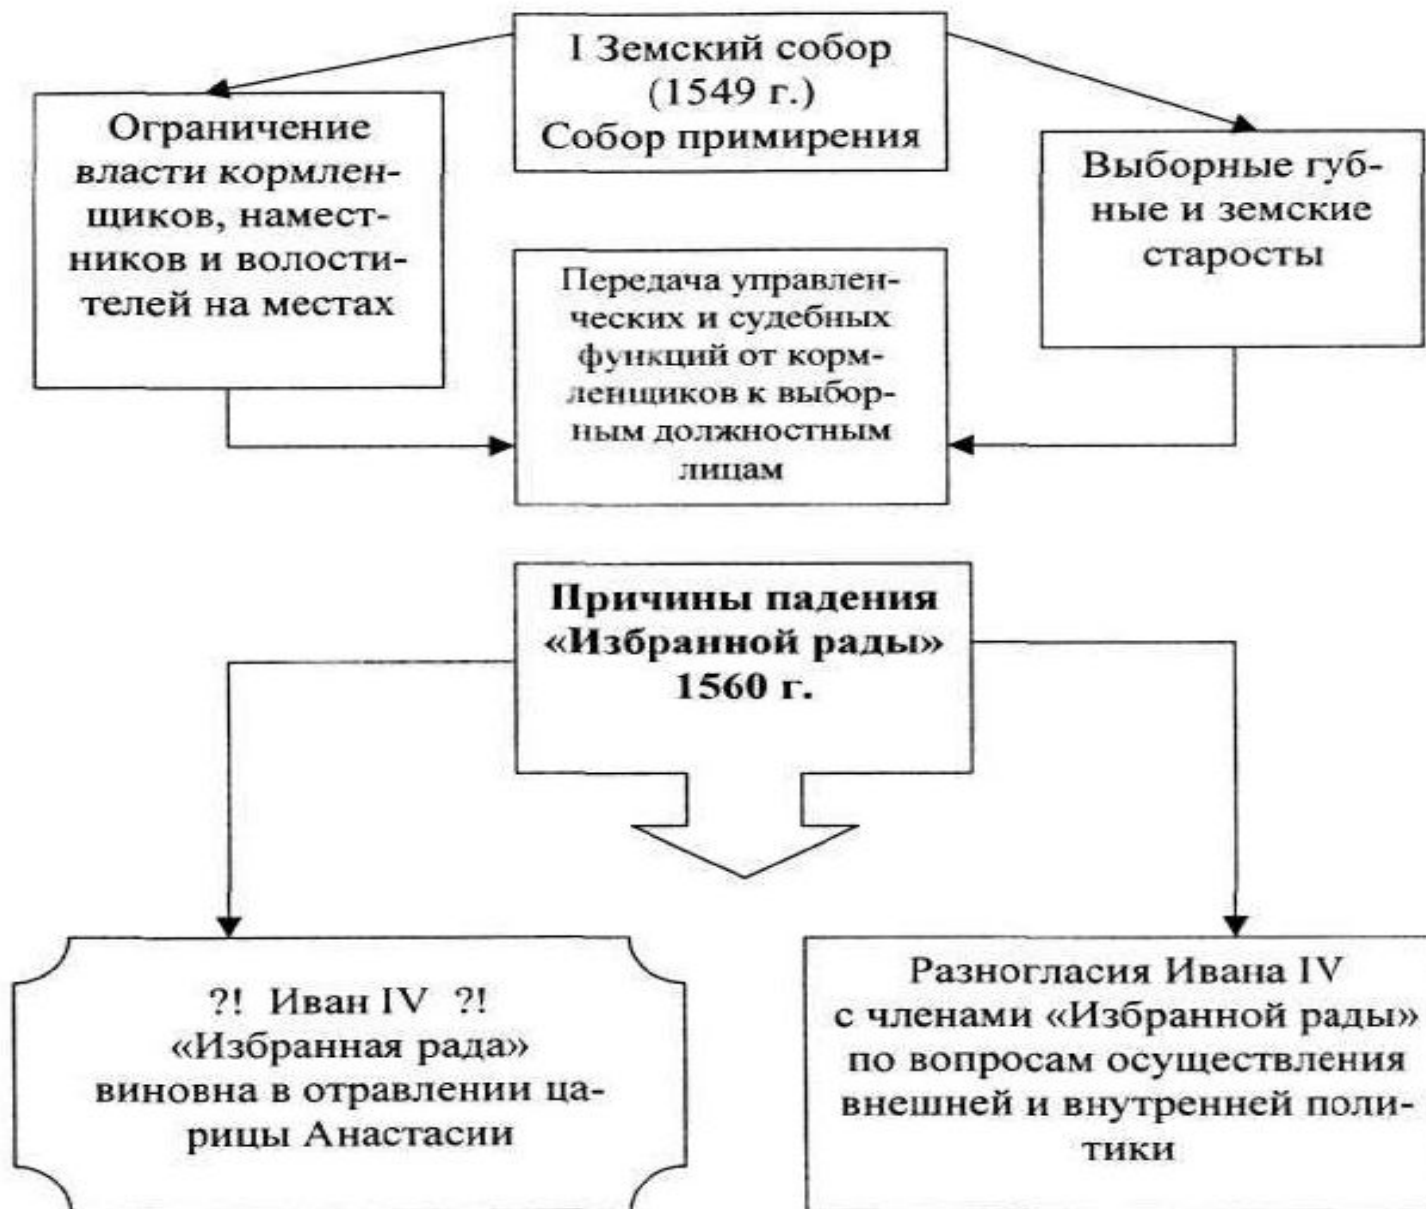 I Земский собор
(1549 г.)
Собор примирения
Ограничение
власти кормлен-
щиков, намест-
ников и волости-
телей на местах
Выборные губ-
ные и земские
старосты
Передача управлен-
ческих и судебных
функций от корм-
ленщиков к выбор-
ным должностным
лицам
Причины падения
«Избранной рады»
1560 г.
?! Иван IV ?!
«Избранная рада»
виновна в отравлении ца-
рицы Анастасии
Разногласия Ивана IV
с членами «Избранной рады»
по вопросам осуществления
внешней и внутренней поли-
тики